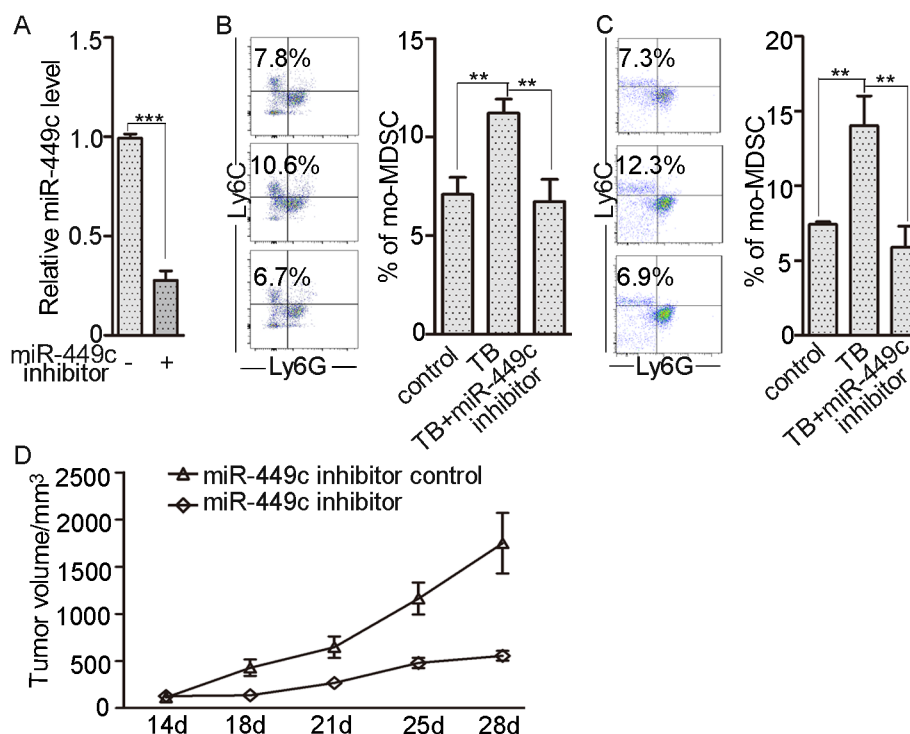 A
Relative miR-449c level
1.5
1.0
0.5
0
***
miR-449c
inhibitor
-
+
B
Ly6C
7.8%
10.6%
6.7%
Ly6G
% of mo-MDSC
15
10
5
0
**
**
control
TB
TB+miR-449c
inhibitor
C
Ly6C
7.3%
12.3%
6.9%
Ly6G
% of mo-MDSC
20
15
10
5
0
**
**
control
TB
TB+miR-449c
inhibitor
D
Tumor volume/mm³
2500
2000
1500
1000
500
0
miR-449c inhibitor control
miR-449c inhibitor
14d
18d
21d
25d
28d